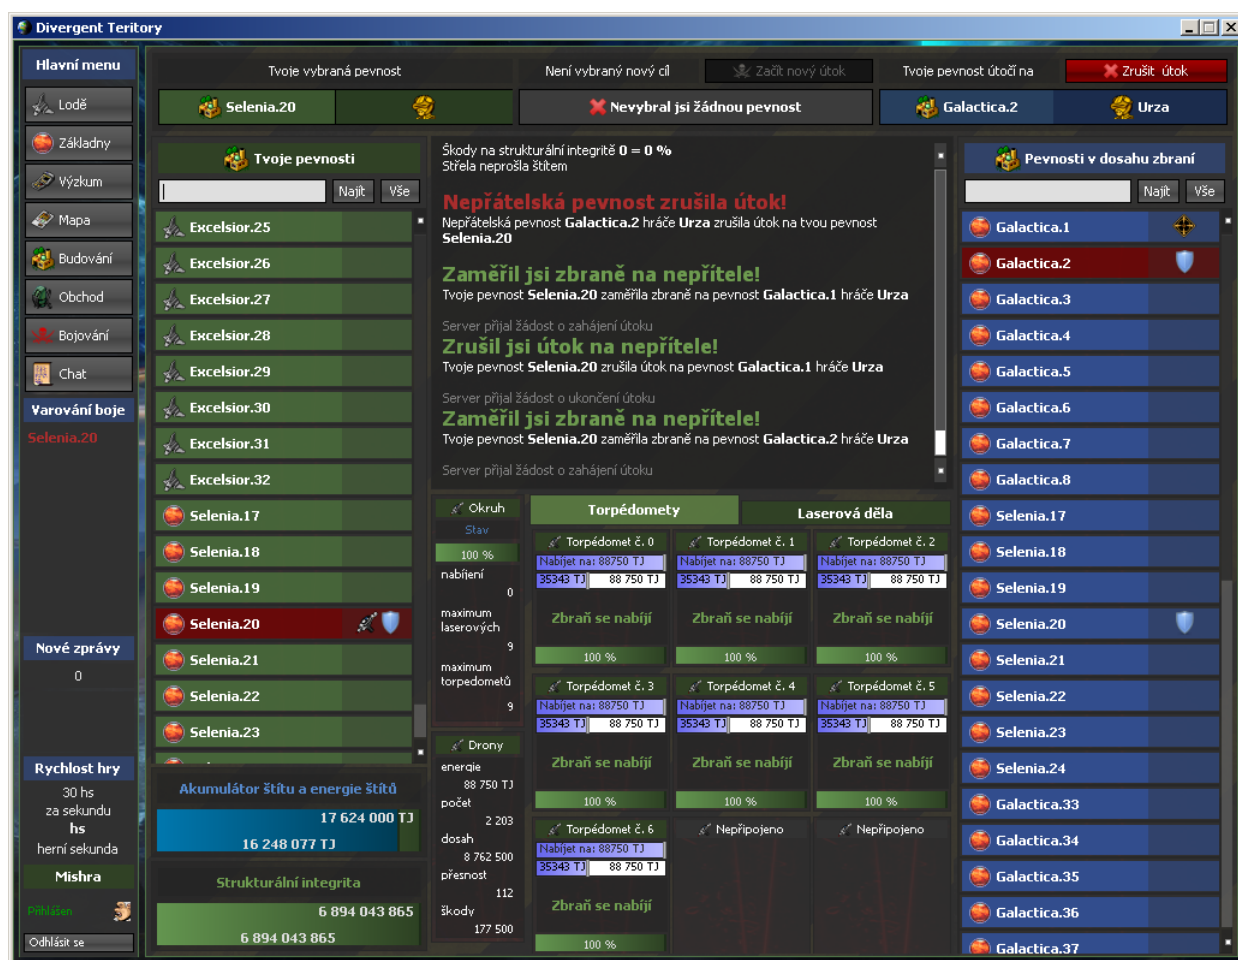 Divergent Teritory
Hlavní menu
Lodě
Základny
Výzkum
Mapa
Budování
Obchod
Bojování
Chat
Varování boje
Selenia.20
Nové zprávy
0
Rychlost hry
30 hs
za sekundu
hs
herní sekunda
Mishra
Přihlášen
Odhlásit se
Tvoje vybraná pevnost
Není vybraný nový cíl
Začít nový útok
Tvoje pevnost útočí na
Zrušit útok
Selenia.20
Nevybral jsi žádnou pevnost
Galactica.2
Urza
Tvoje pevnosti
Najít
Vše
Excelsior.25
Excelsior.26
Excelsior.27
Excelsior.28
Excelsior.29
Excelsior.30
Excelsior.31
Excelsior.32
Selenia.17
Selenia.18
Selenia.19
Selenia.20
Selenia.21
Selenia.22
Selenia.23
Akumulátor štítu a energie štítů
17 624 000 TJ
16 248 077 TJ
Strukturální integrita
6 894 043 865
6 894 043 865
Škody na strukturální integritě 0 = 0 %
Střela neprošla štítem
Nepřátelská pevnost zrušila útok!
Nepřátelská pevnost Galactica.2 hráče Urza zrušila útok na tvou pevnost
Selenia.20
Zaměřil jsi zbraně na nepřítele!
Tvoje pevnost Selenia.20 zaměřila zbraně na pevnost Galactica.1 hráče Urza
Server přijal žádost o zahájení útoku
Zrušil jsi útok na nepřítele!
Tvoje pevnost Selenia.20 zrušila útok na pevnost Galactica.1 hráče Urza
Server přijal žádost o ukončení útoku
Zaměřil jsi zbraně na nepřítele!
Tvoje pevnost Selenia.20 zaměřila zbraně na pevnost Galactica.2 hráče Urza
Server přijal žádost o zahájení útoku
Okruh
Stav
100 %
nabíjení
0
maximum
laserových
9
maximum
torpedometů
9
Drony
energie
88 750 TJ
počet
2 203
dosah
8 762 500
přesnost
112
škody
177 500
Torpédomety
Laserová děla
Torpédomet č. 0
Nabíjet na: 88750 TJ
35343 TJ 88 750 TJ
Zbraň se nabíjí
100 %
Torpédomet č. 1
Nabíjet na: 88750 TJ
35343 TJ 88 750 TJ
Zbraň se nabíjí
100 %
Torpédomet č. 2
Nabíjet na: 88750 TJ
35343 TJ 88 750 TJ
Zbraň se nabíjí
100 %
Torpédomet č. 3
Nabíjet na: 88750 TJ
35343 TJ 88 750 TJ
Zbraň se nabíjí
100 %
Torpédomet č. 4
Nabíjet na: 88750 TJ
35343 TJ 88 750 TJ
Zbraň se nabíjí
100 %
Torpédomet č. 5
Nabíjet na: 88750 TJ
35343 TJ 88 750 TJ
Zbraň se nabíjí
100 %
Torpédomet č. 6
Nabíjet na: 88750 TJ
35343 TJ 88 750 TJ
Zbraň se nabíjí
100 %
Nepřipojeno
Nepřipojeno
Pevnosti v dosahu zbraní
Najít
Vše
Galactica.1
Galactica.2
Galactica.3
Galactica.4
Galactica.5
Galactica.6
Galactica.7
Galactica.8
Selenia.17
Selenia.18
Selenia.19
Selenia.20
Selenia.21
Selenia.22
Selenia.23
Selenia.24
Galactica.33
Galactica.34
Galactica.35
Galactica.36
Galactica.37